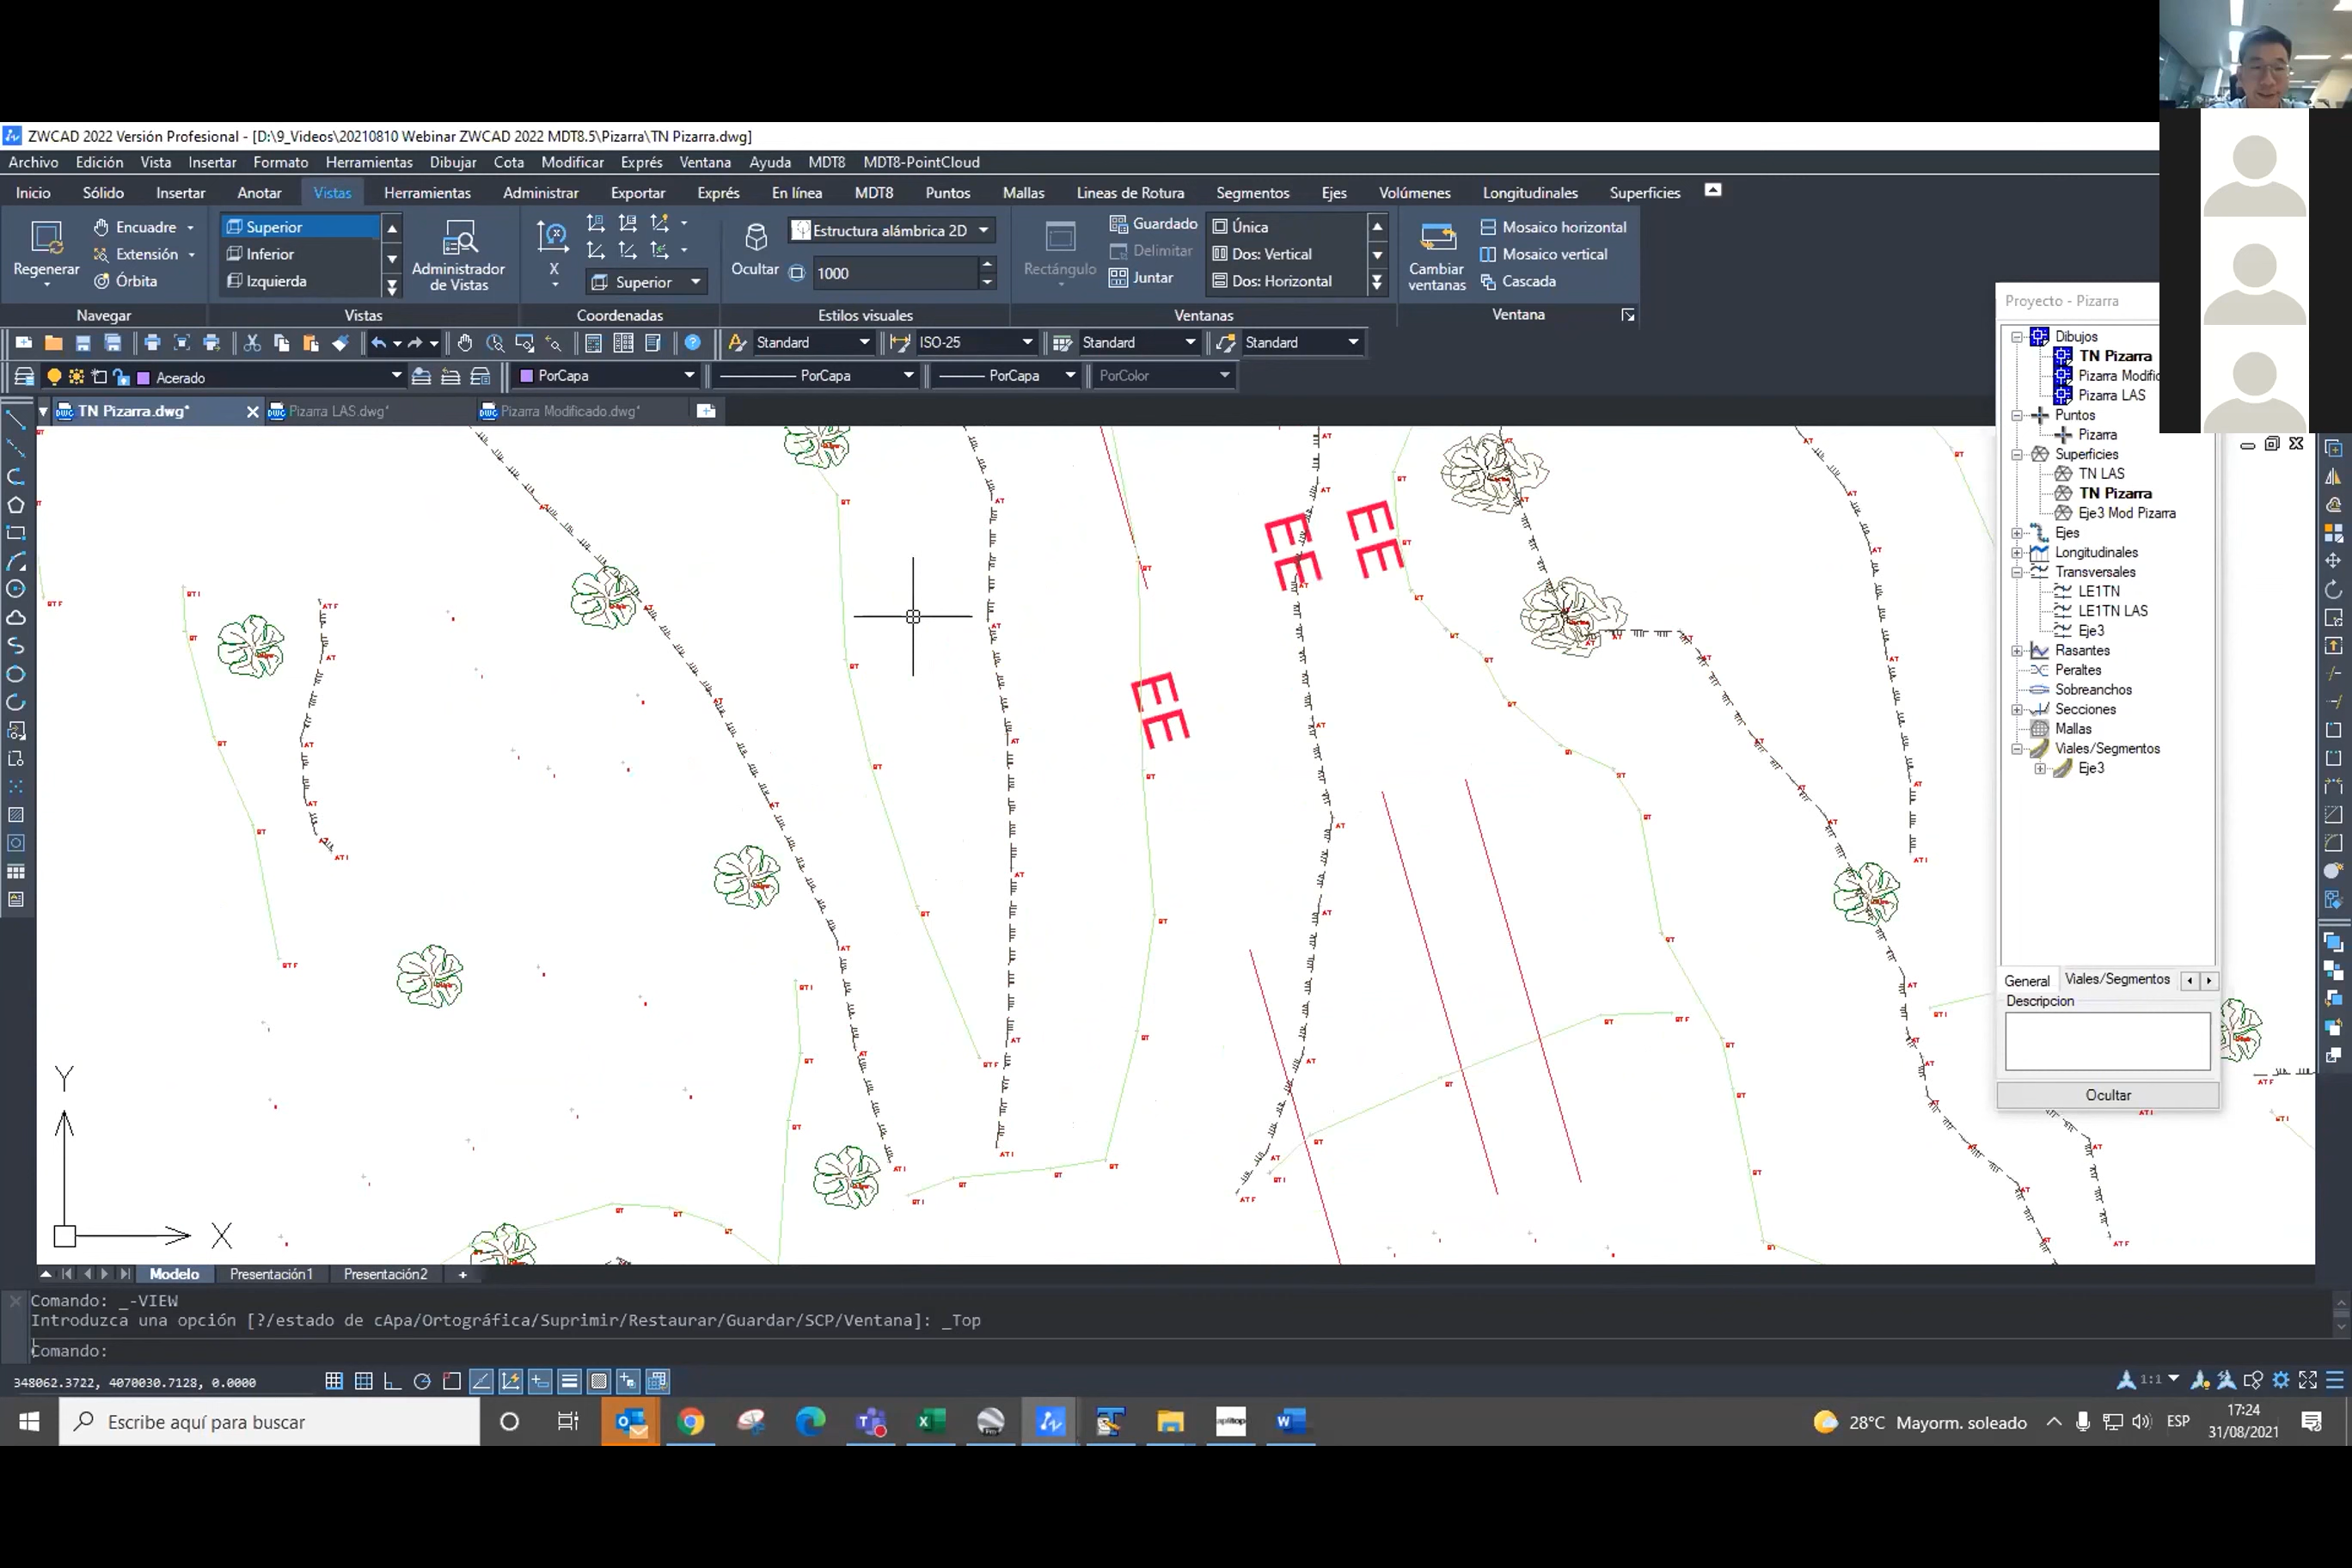 ZWCAD 2022 Versión Profesional - [D:\9_Videos\20210810 Webinar ZWCAD 2022 MDT8.5\Pizarra\TN Pizarra.dwg]
Archivo Edición Vista Insertar Formato Herramientas Dibujar Cota Modificar Exprés Ventana Ayuda MDT8 MDT8-PointCloud
Inicio Sólido Insertar Anotar Vistas Herramientas Administrar Exportar Exprés En línea MDT8 Puntos Mallas Lineas de Rotura Segmentos Ejes Volúmenes Longitudinales Superficies
Regenerar
Encuadre
Extensión
Órbita
Navegar
Superior
Inferior
Izquierda
Administrador
de Vistas
Vistas
X
Superior
Coordenadas
Ocultar
Estructura alámbrica 2D
1000
Estilos visuales
Rectángulo
Guardado
Delimitar
Juntar
Única
Dos: Vertical
Dos: Horizontal
Ventanas
Cambiar
ventanas
Mosaico horizontal
Mosaico vertical
Cascada
Ventana
Standard ISO-25 Standard Standard
Acerado PorCapa PorCapa PorCapa PorColor
TN Pizarra.dwg* Pizarra LAS.dwg* Pizarra Modificado.dwg*
Proyecto - Pizarra
Dibujos
TN Pizarra
Pizarra Modific
Pizarra LAS
Puntos
Pizarra
Superficies
TN LAS
TN Pizarra
Eje3 Mod Pizarra
Ejes
Longitudinales
Transversales
LE1TN
LE1TN LAS
Eje3
Rasantes
Peraltes
Sobreanchos
Secciones
Mallas
Viales/Segmentos
Eje3
General Viales/Segmentos
Descripcion
Ocultar
EE
EE
EE
Y
X
Modelo Presentación1 Presentación2 +
Comando: _-VIEW
Introduzca una opción [?/estado de cApa/Ortográfica/Suprimir/Restaurar/Guardar/SCP/Ventana]: _Top
Comando:
348062.3722, 4070030.7128, 0.0000
1:1
Escribe aquí para buscar
28°C Mayorm. soleado
ESP
17:24
31/08/2021